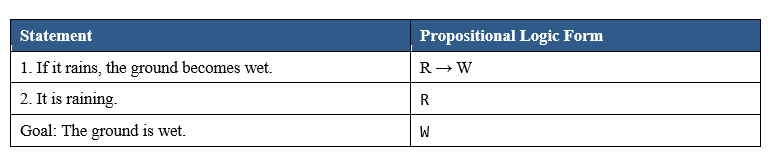 Statement Propositional Logic Form
1. If it rains, the ground becomes wet. R → W
2. It is raining. R
Goal: The ground is wet. W